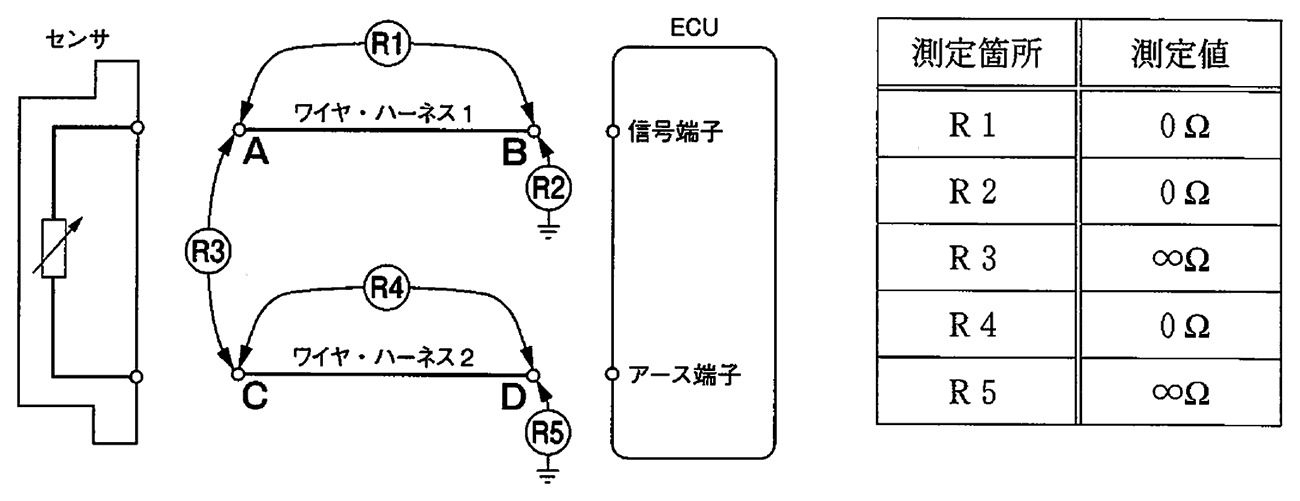 センサ
R1
ECU
ワイヤ・ハーネス1
A
B
信号端子
R2
R3
R4
ワイヤ・ハーネス2
C
D
アース端子
R5
測定箇所 測定値
R 1 0 Ω
R 2 0 Ω
R 3 ∞Ω
R 4 0 Ω
R 5 ∞Ω